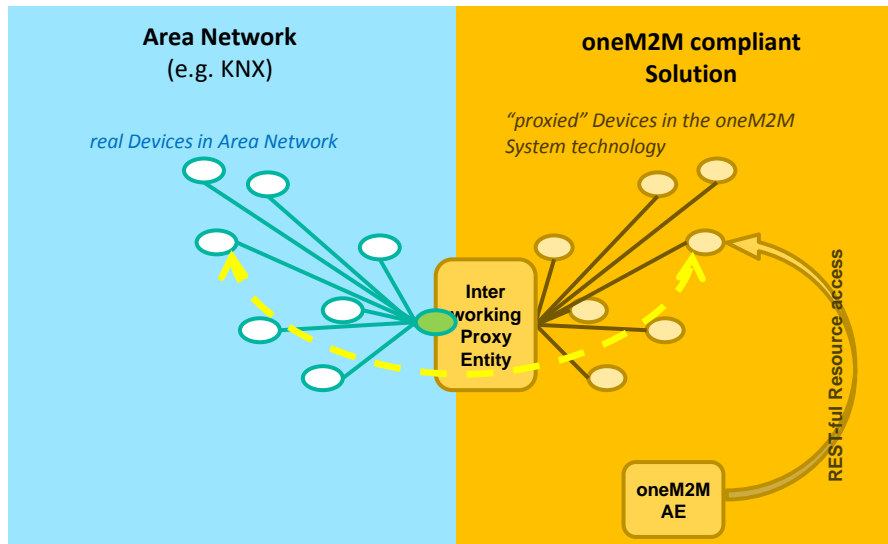 Area Network
(e.g. KNX)
real Devices in Area Network
oneM2M compliant
Solution
“proxied” Devices in the oneM2M
System technology
Inter
working
Proxy
Entity
REST-ful Resource access
oneM2M
AE